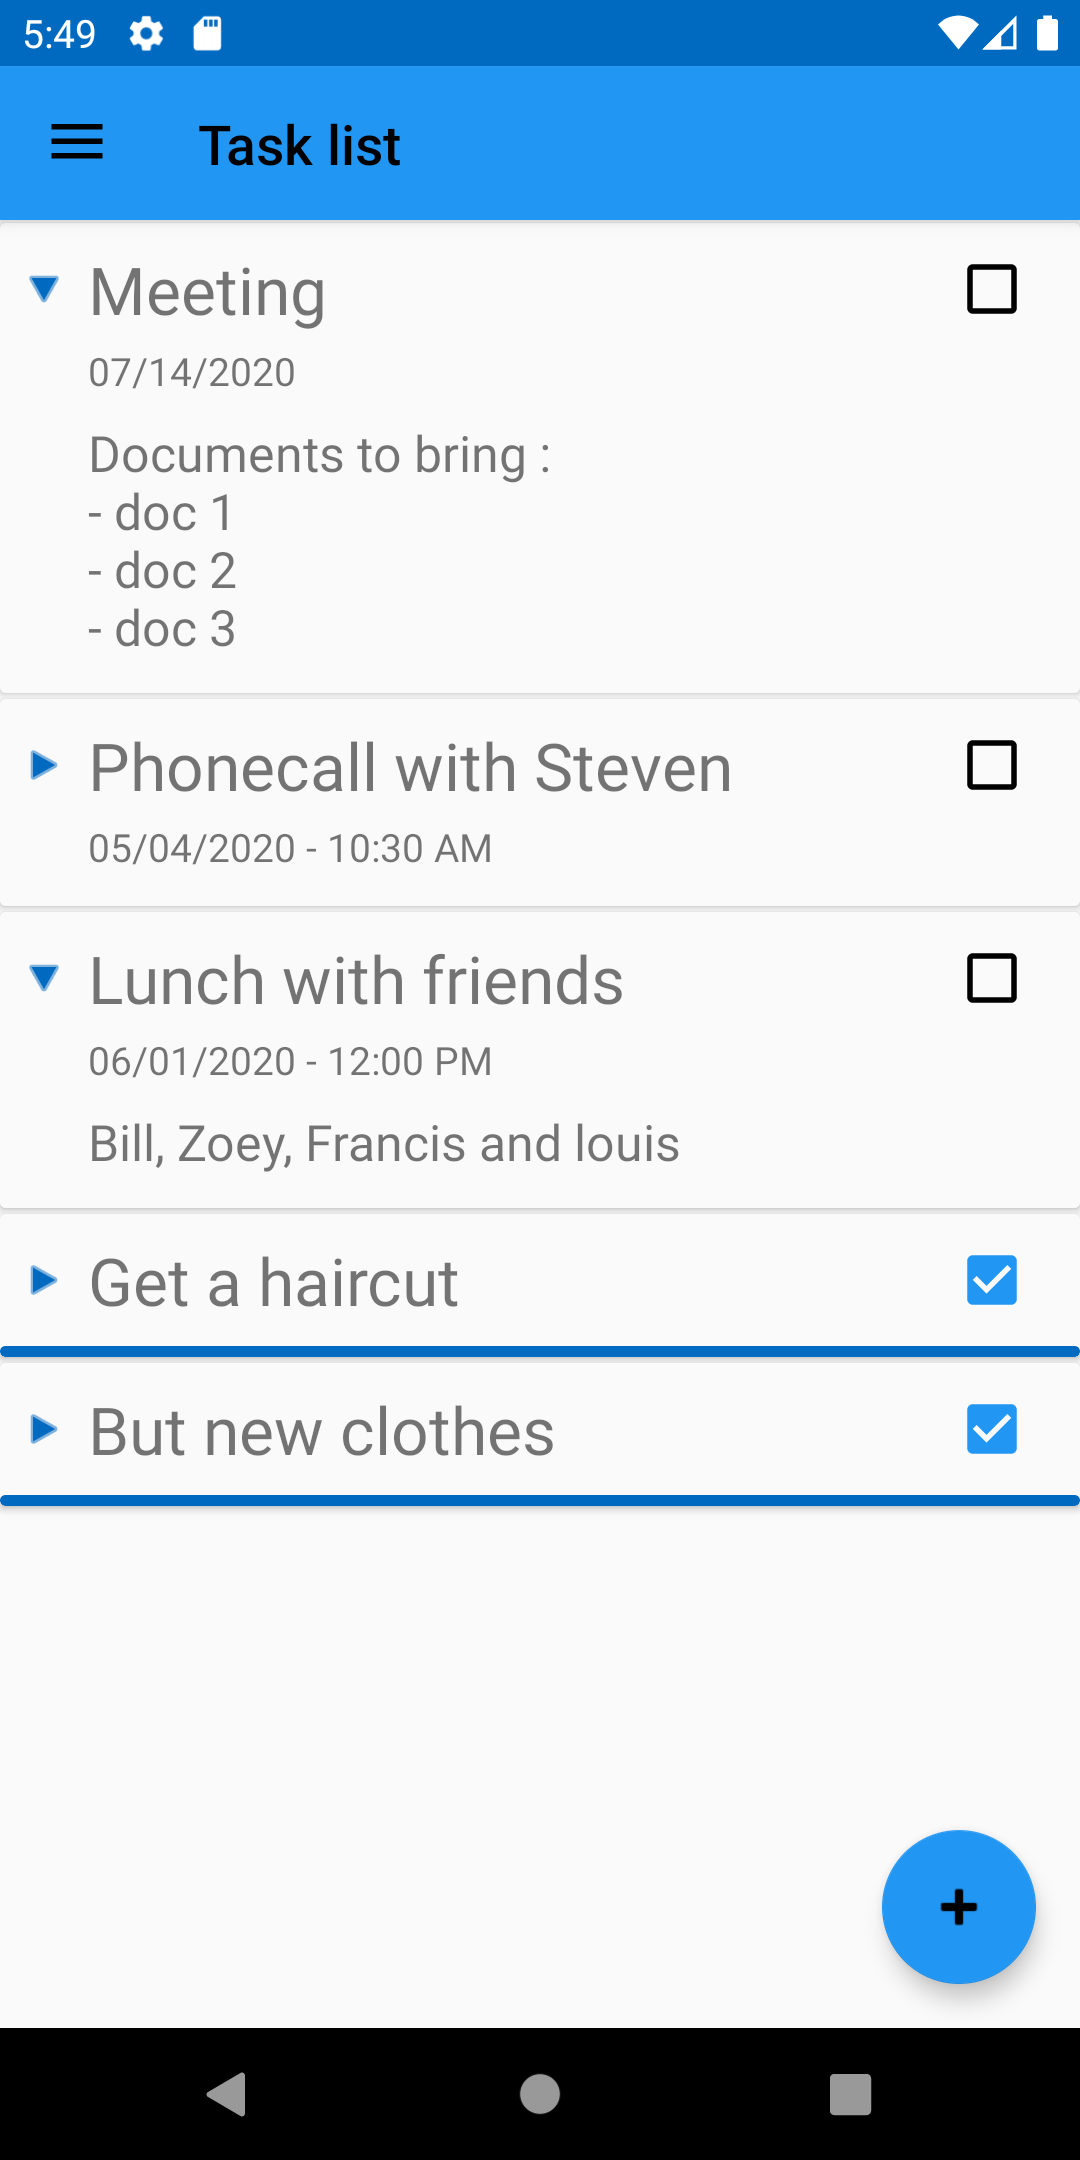 5:49
Task list
Meeting
07/14/2020
Documents to bring :
- doc 1
- doc 2
- doc 3
Phonecall with Steven
05/04/2020 - 10:30 AM
Lunch with friends
06/01/2020 - 12:00 PM
Bill, Zoey, Francis and louis
Get a haircut
But new clothes